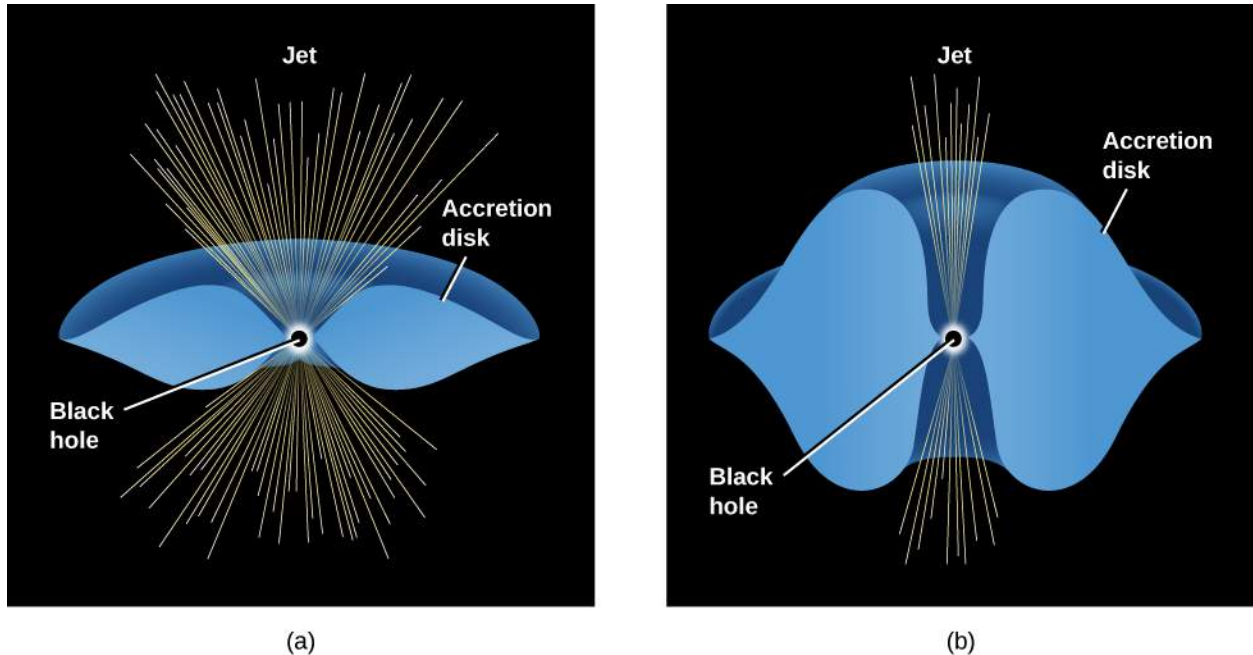 Jet
Accretion
disk
Black
hole
(a)
Jet
Accretion
disk
Black
hole
(b)